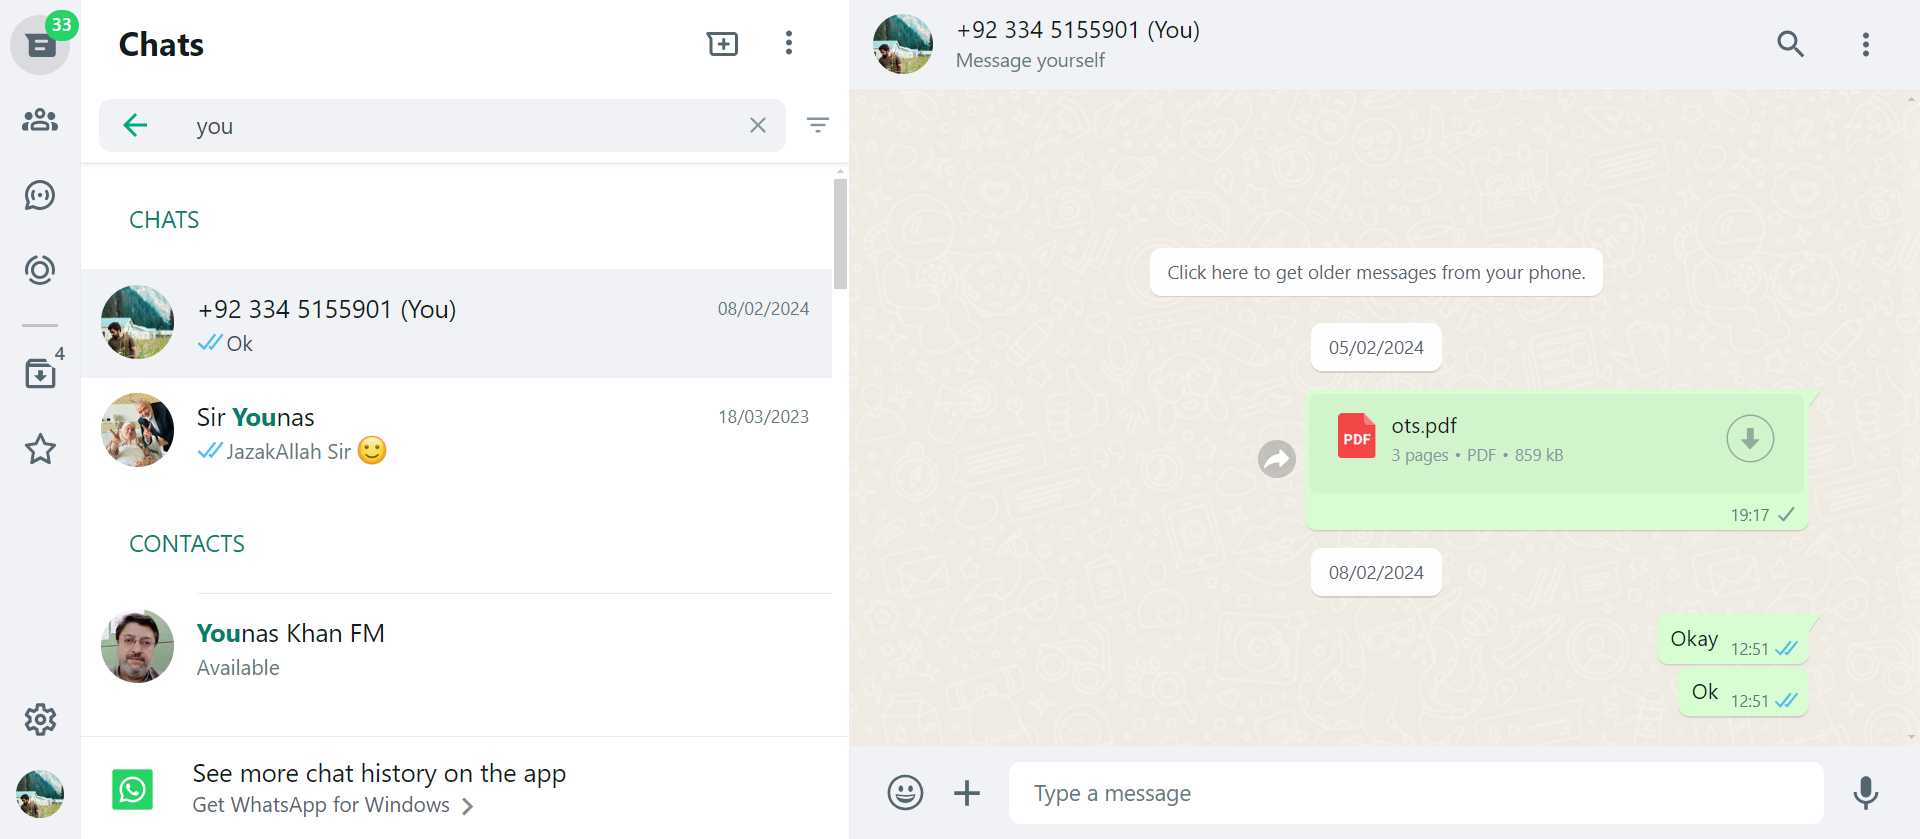 33
Chats
you
CHATS
+92 334 5155901 (You)
08/02/2024
Ok
Sir Younas
18/03/2023
JazakAllah Sir 🙂
4
CONTACTS
Younas Khan FM
Available
See more chat history on the app
Get WhatsApp for Windows
+92 334 5155901 (You)
Message yourself
Click here to get older messages from your phone.
05/02/2024
PDF
ots.pdf
3 pages • PDF • 859 kB
19:17
08/02/2024
Okay 12:51
Ok 12:51
Type a message